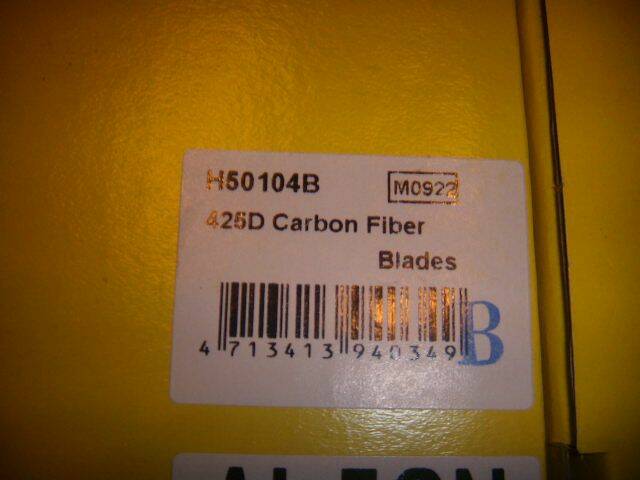 H50104B
M0922
425D Carbon Fiber
Blades
4 713413 940349
B